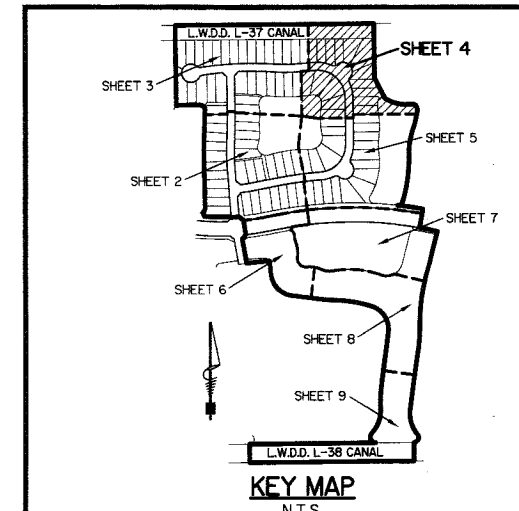 L.W.D.D. L-37 CANAL
SHEET 4
SHEET 3
SHEET 5
SHEET 2
SHEET 7
SHEET 6
SHEET 8
SHEET 9
L.W.D.D. L-38 CANAL
KEY MAP
N.T.S.